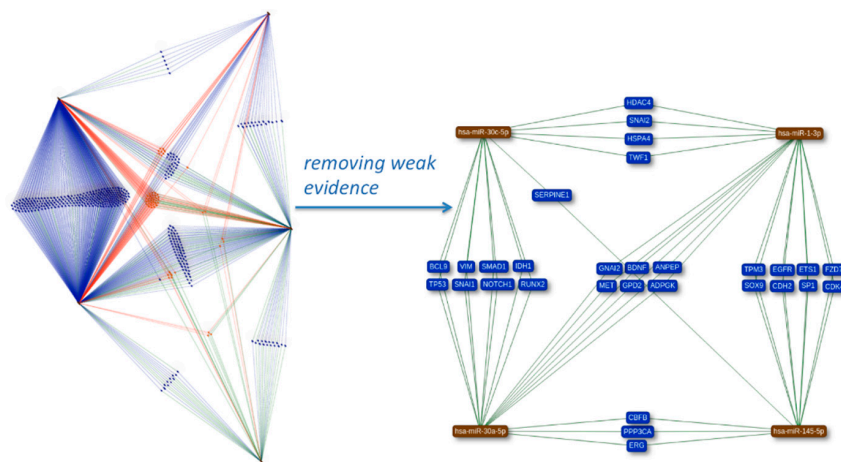 removing weak
evidence
hsa-miR-30c-5p
HDAC4
SNAI2
HSPA4
TWF1
hsa-miR-1-3p
SERPINE1
BCL9 VIM SMAD1 IDH1
TP53 SNAI1 NOTCH1 RUNX2
GNAI2 BDNF ANPEP
MET GPD2 ADPGK
TPM3 EGFR ETS1
SOX9 CDH2 SP1
hsa-miR-30a-5p
CBFB
PPP3CA
ERG
hsa-miR-145-5p